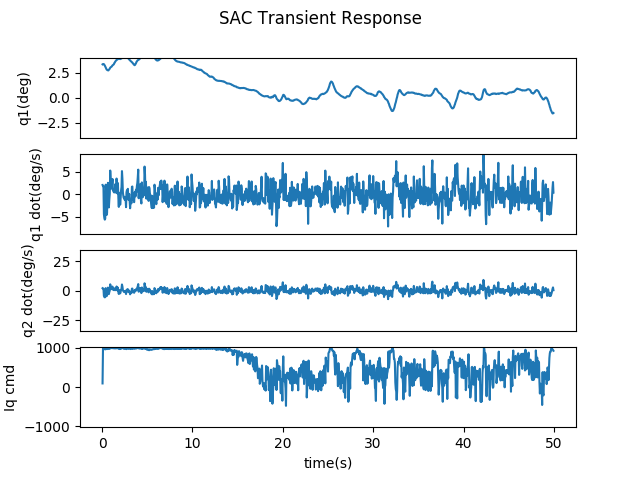 SAC Transient Response
q1(deg)
2.5
0.0
−2.5
q1 dot(deg/s)
5
0
−5
q2 dot(deg/s)
25
0
−25
Iq cmd
1000
0
−1000
0 10 20 30 40 50
time(s)